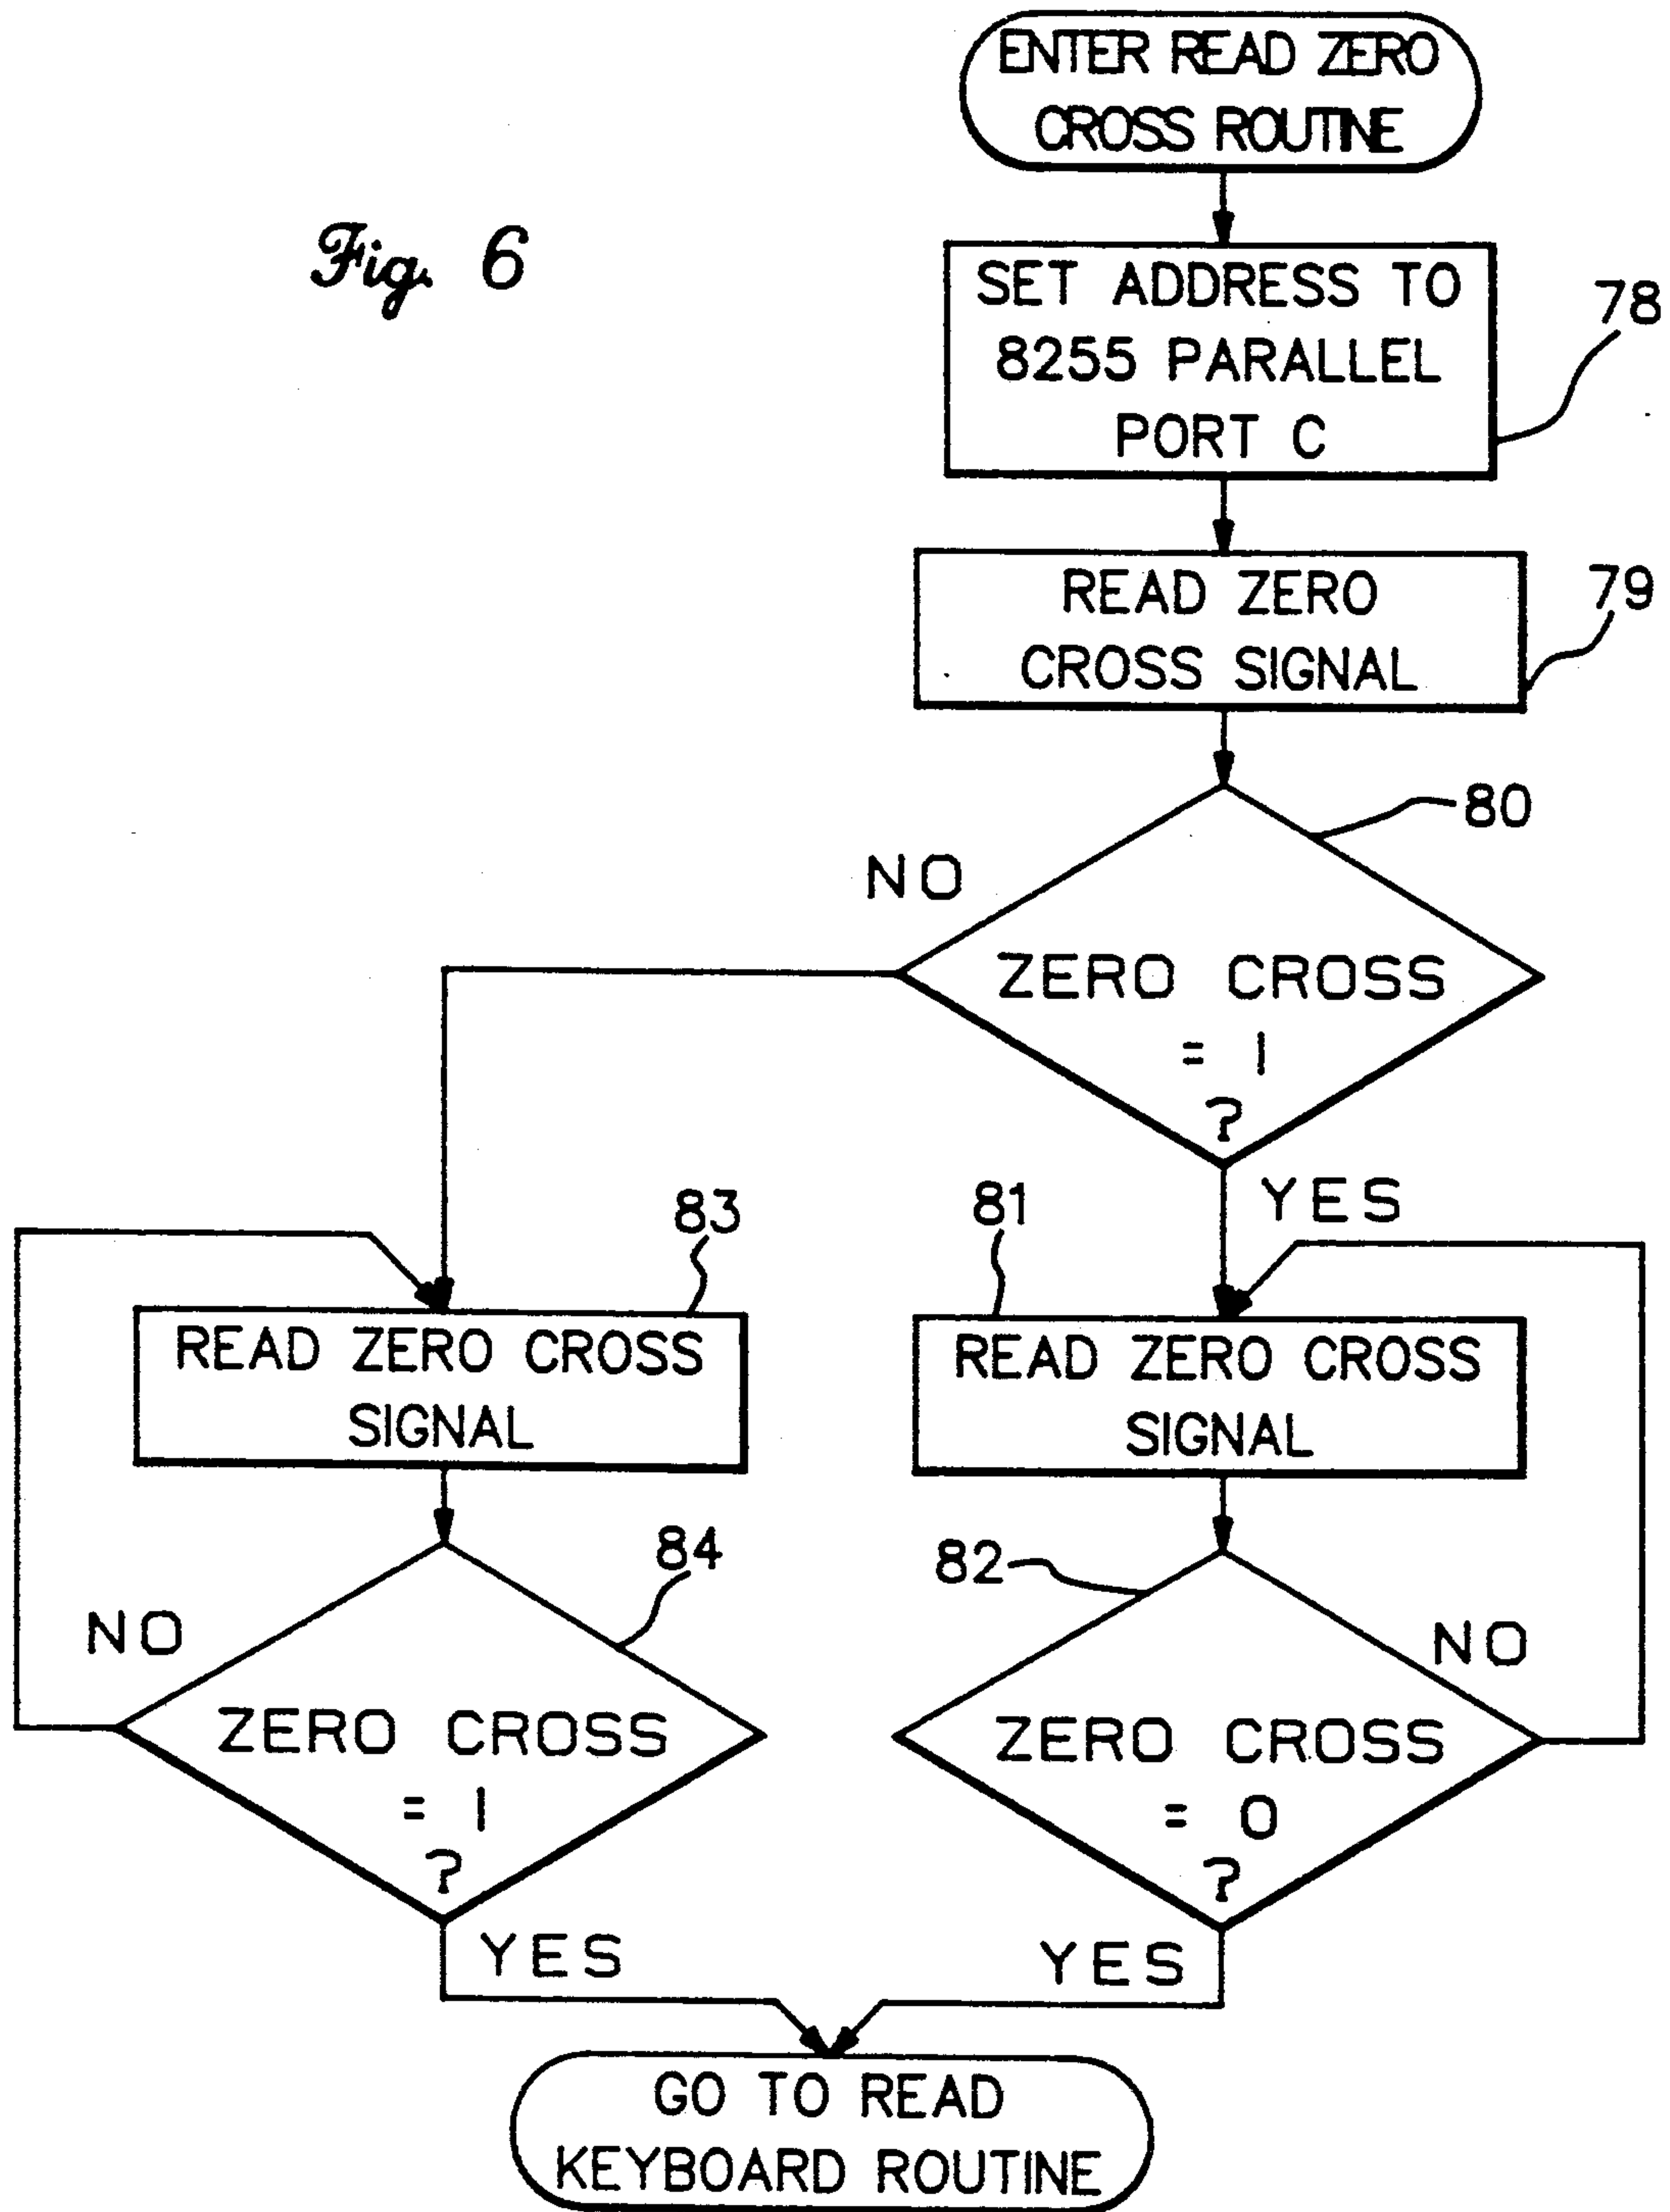 ENTER READ ZERO
CROSS ROUTINE
Fig. 6
SET ADDRESS TO
8255 PARALLEL
PORT C
78
READ ZERO
CROSS SIGNAL
79
80
NO
ZERO CROSS
= 1
?
YES
83
81
READ ZERO CROSS
SIGNAL
READ ZERO CROSS
SIGNAL
84
82
NO
NO
ZERO CROSS
= 1
?
ZERO CROSS
= 0
?
YES
YES
GO TO READ
KEYBOARD ROUTINE